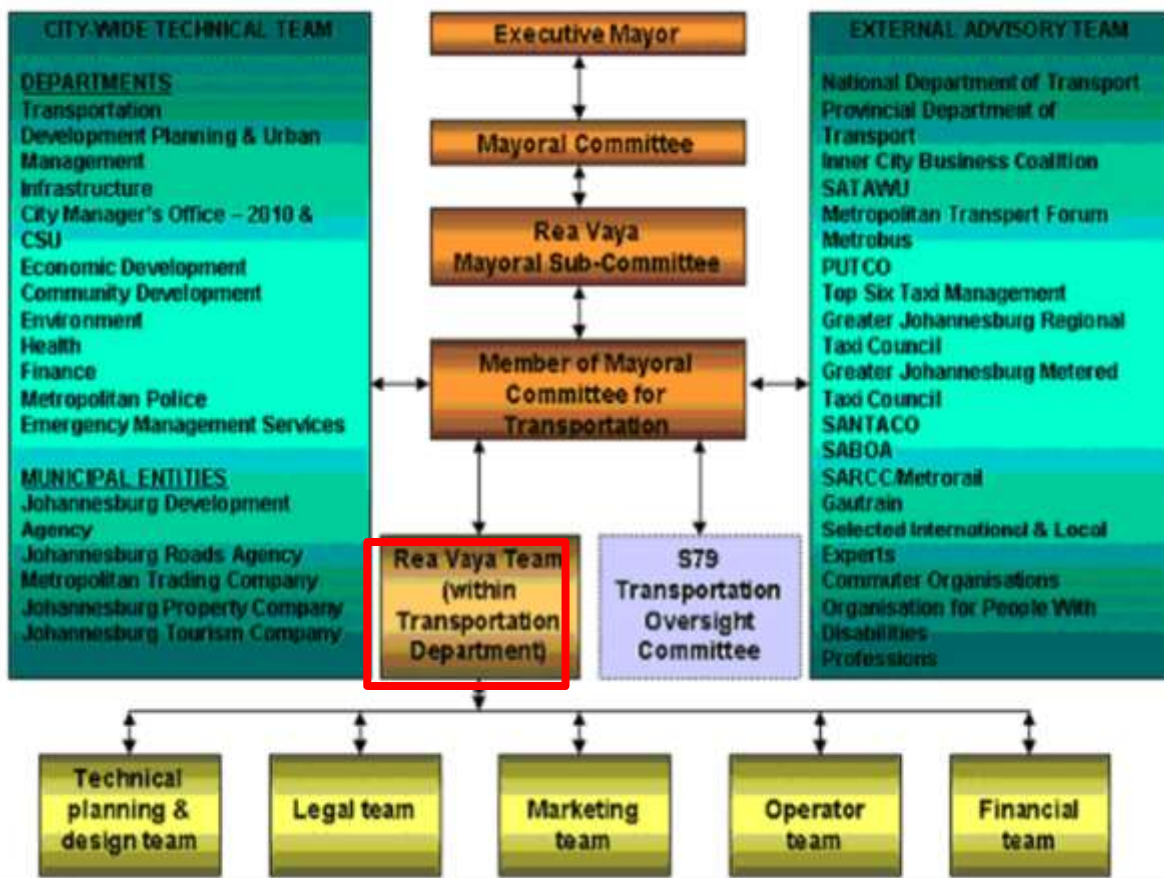 CITY-WIDE TECHNICAL TEAM
DEPARTMENTS
Transportation
Development Planning & Urban
Management
Infrastructure
City Manager's Office – 2010 &
CSU
Economic Development
Community Development
Environment
Health
Finance
Metropolitan Police
Emergency Management Services
MUNICIPAL ENTITIES
Johannesburg Development
Agency
Johannesburg Roads Agency
Metropolitan Trading Company
Johannesburg Property Company
Johannesburg Tourism Company
Executive Mayor
Mayoral Committee
Rea Vaya
Mayoral Sub-Committee
Member of Mayoral
Committee for
Transportation
Rea Vaya Team
(within
Transportation
Department)
S79
Transportation
Oversight
Committee
EXTERNAL ADVISORY TEAM
National Department of Transport
Provincial Department of
Transport
Inner City Business Coalition
SATAWU
Metropolitan Transport Forum
Metrobus
PUTCO
Top Six Taxi Management
Greater Johannesburg Regional
Taxi Council
Greater Johannesburg Metered
Taxi Council
SANTACO
SABOA
SARCC/Metrorail
Gautrain
Selected International & Local
Experts
Commuter Organisations
Organisation for People With
Disabilities
Professions
Technical
planning &
design team
Legal team
Marketing
team
Operator
team
Financial
team